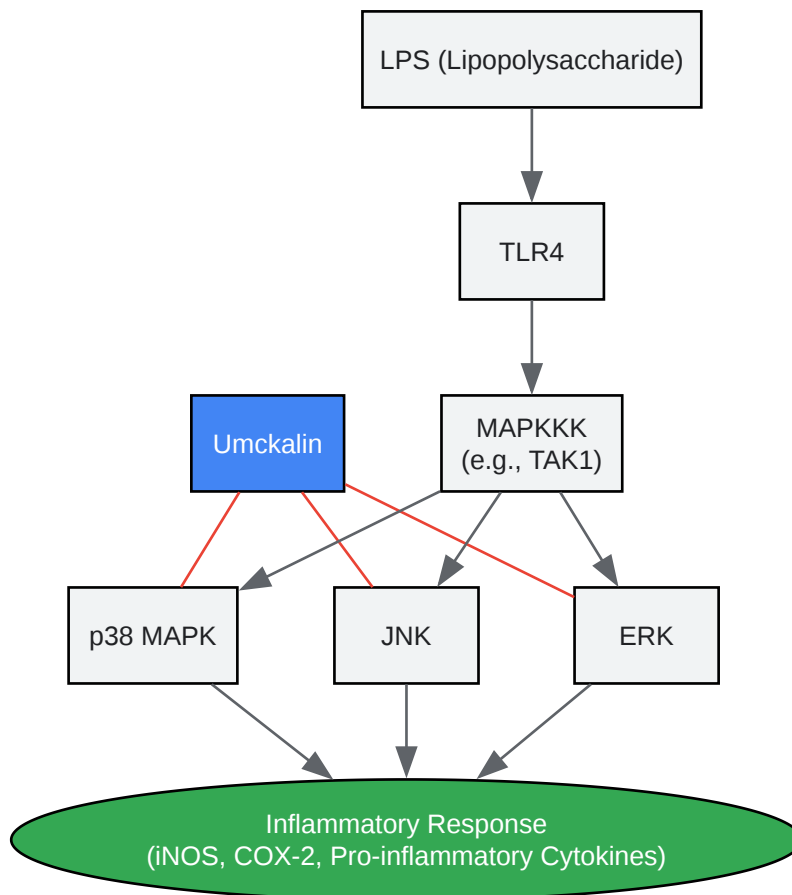 LPS (Lipopolysaccharide)
TLR4
Umckalin
MAPKKK
(e.g., TAK1)
p38 MAPK
JNK
ERK
Inflammatory Response
(iNOS, COX-2, Pro-inflammatory Cytokines)